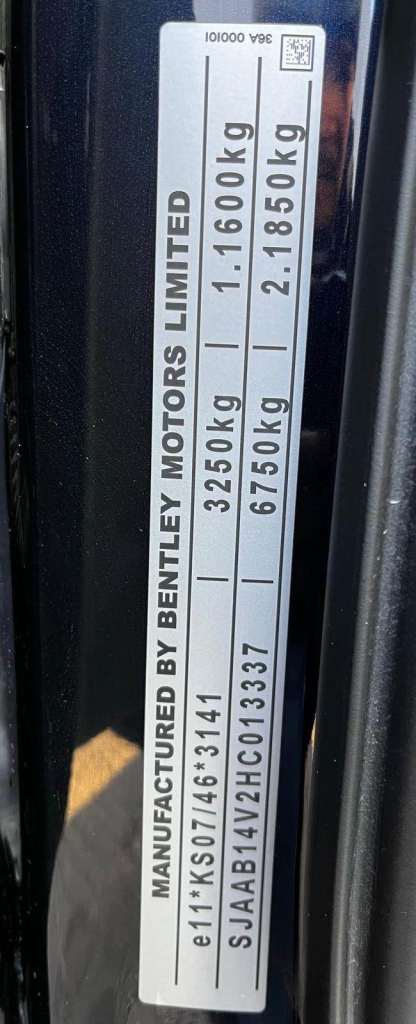 36A 000101
MANUFACTURED BY BENTLEY MOTORS LIMITED
e11*KS07/46*3141 | 3250kg | 1.1600kg
SJAAB14V2HC013337 | 6750kg | 2.1850kg